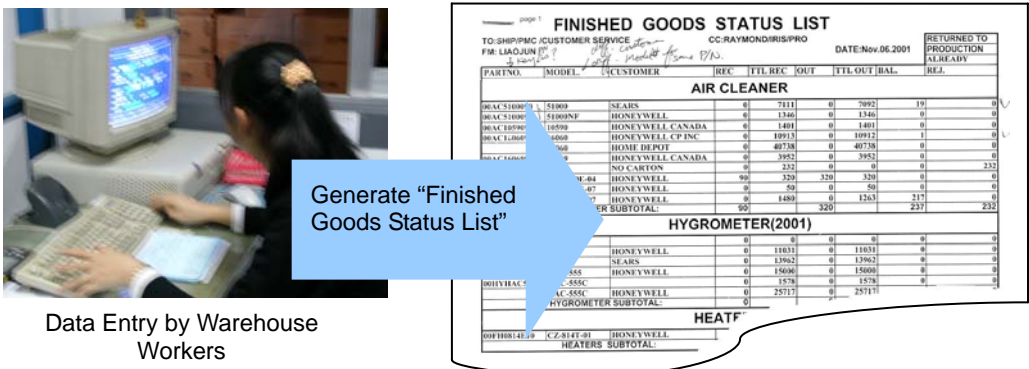 page 1
FINISHED GOODS STATUS LIST
TO:SHIP/PMC /CUSTOMER SERVICE CC:RAYMOND/IRIS/PRO RETURNED TO
FM: LIAOJUN DATE:Nov.06.2001 PRODUCTION
ALREADY
PARTNO. MODEL. CUSTOMER REC TTL REC OUT TTL OUT BAL. REJ.
AIR CLEANER
51000 SEARS 0 7111 0 7092 19 0
51000NF HONEYWELL 0 1346 0 1346 0
10590 HONEYWELL CANADA 0 1401 0 1401 0 0
HONEYWELL CP INC 0 10913 0 10912 1 0
HOME DEPOT 0 40738 0 40738 0 0
HONEYWELL CANADA 0 3952 0 3952 0 0
NO CARTON 0 232 0 0 0 232
HONEYWELL 90 320 320 320 0 0
HONEYWELL 0 50 0 50 0 0
HONEYWELL 0 1480 0 1263 217 0
SUBTOTAL: 90 320 237 232
HYGROMETER(2001)
0 0 0 0 0 0
HONEYWELL 0 11031 0 11031 0 0
SEARS 0 13962 0 13962 0 0
HONEYWELL 0 15000 0 15000 0 0
0 1578 0 1578 0 0
HONEYWELL 0 25717 0 25717
HYGROMETER SUBTOTAL: 0
CZ-814T-01 HONEYWELL
HEATERS SUBTOTAL:
Generate “Finished
Goods Status List”
Data Entry by Warehouse
Workers